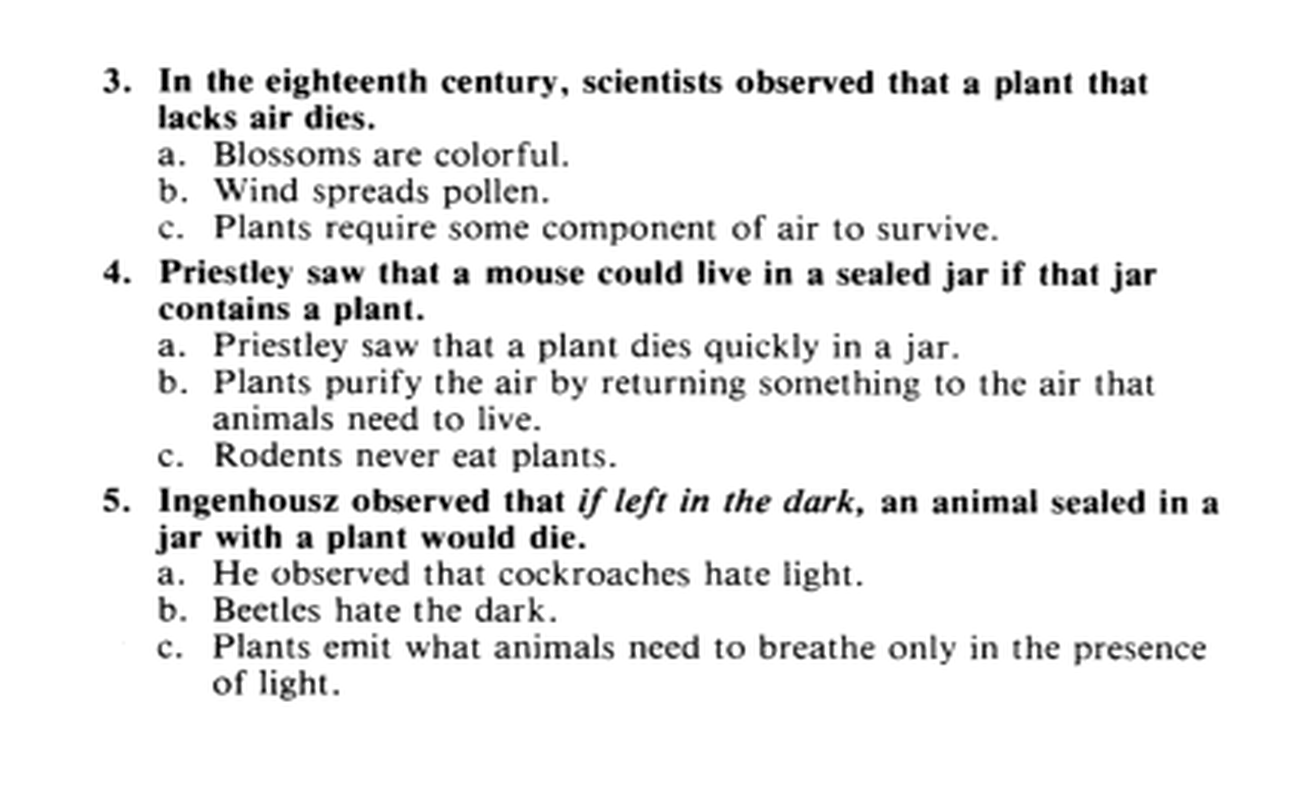 3. In the eighteenth century, scientists observed that a plant that
lacks air dies.
a. Blossoms are colorful.
b. Wind spreads pollen.
c. Plants require some component of air to survive.
4. Priestley saw that a mouse could live in a sealed jar if that jar
contains a plant.
a. Priestley saw that a plant dies quickly in a jar.
b. Plants purify the air by returning something to the air that
animals need to live.
c. Rodents never eat plants.
5. Ingenhousz observed that if left in the dark, an animal sealed in a
jar with a plant would die.
a. He observed that cockroaches hate light.
b. Beetles hate the dark.
c. Plants emit what animals need to breathe only in the presence
of light.